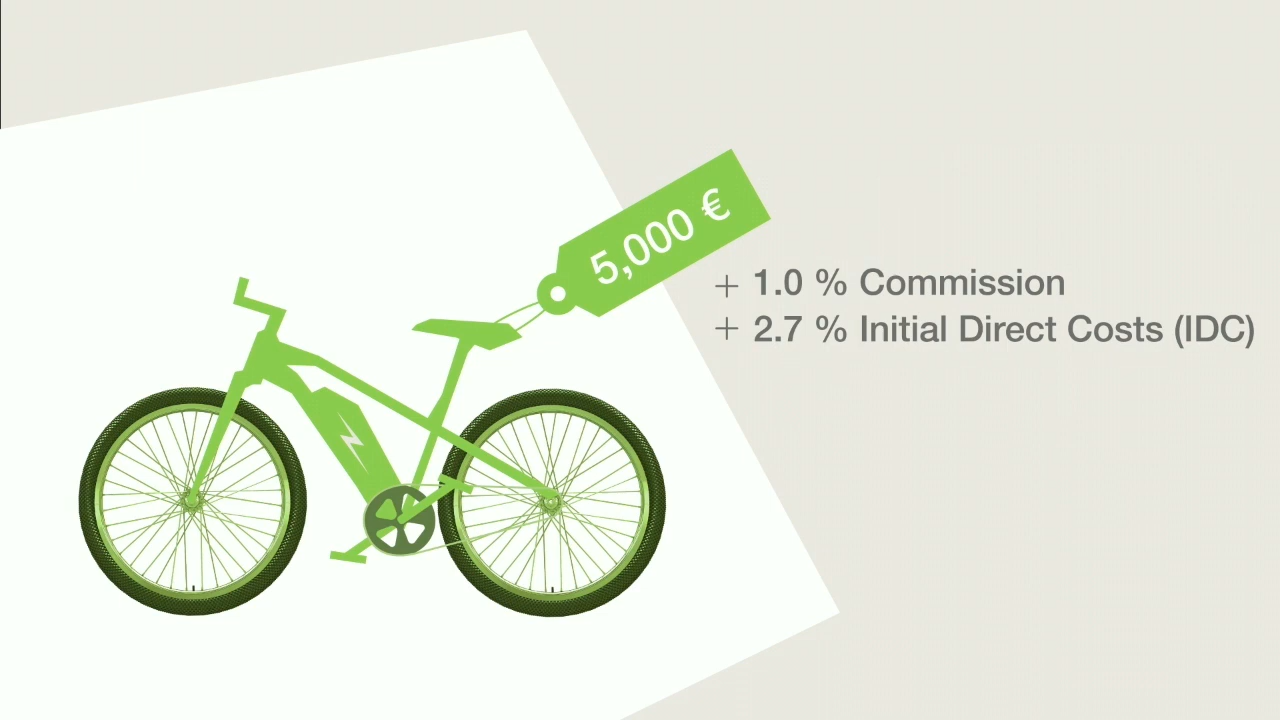 5,000 €
+ 1.0 % Commission
+ 2.7 % Initial Direct Costs (IDC)